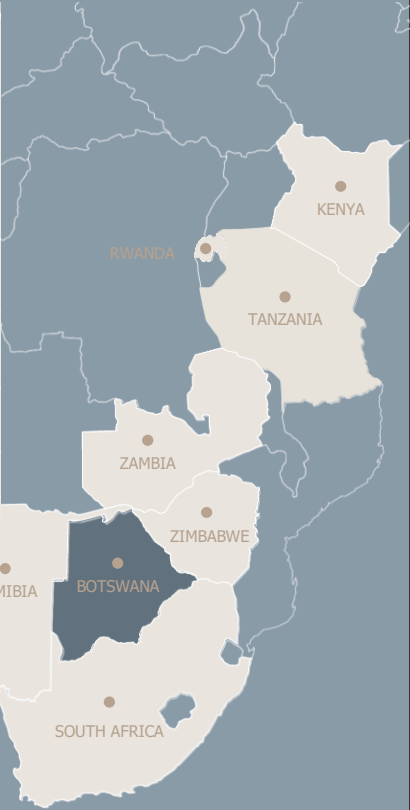 KENYA
RWANDA
TANZANIA
ZAMBIA
ZIMBABWE
BOTSWANA
MIBIA
SOUTH AFRICA